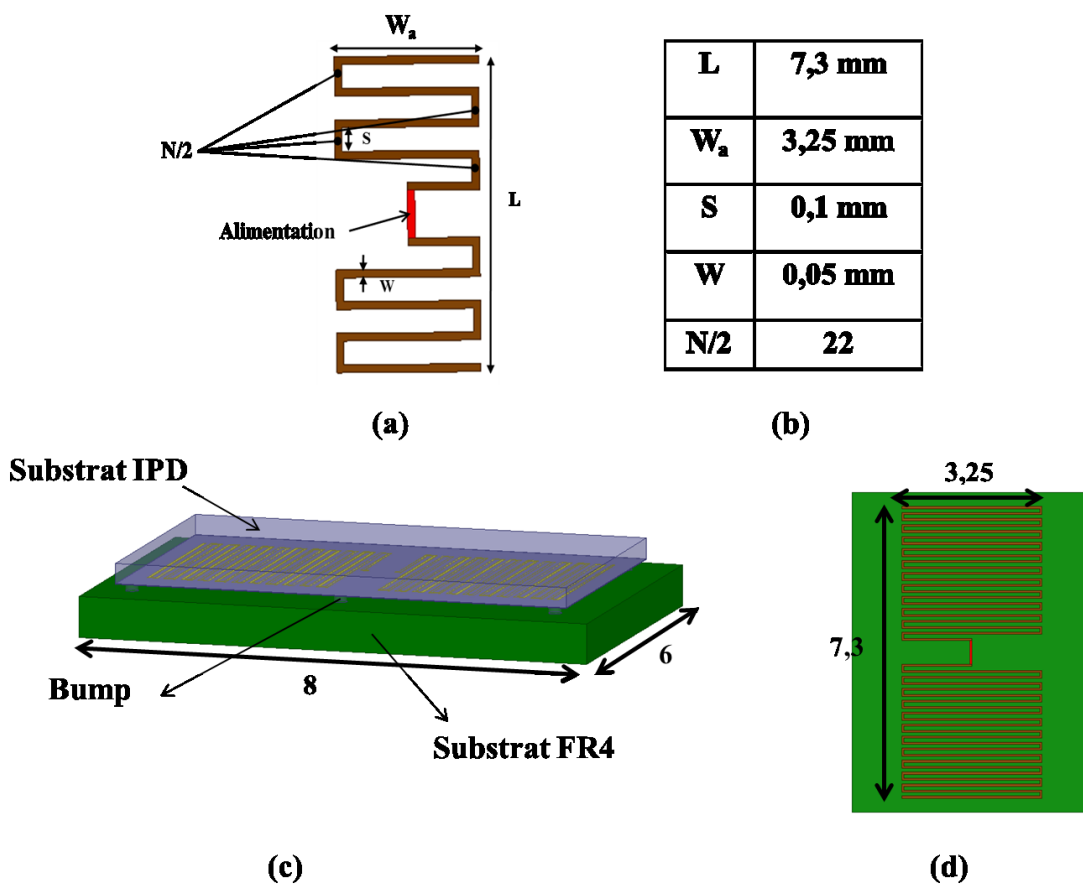 Wa
N/2
S
L
Alimentation
W
(a)
L 7,3 mm
Wa 3,25 mm
S 0,1 mm
W 0,05 mm
N/2 22
(b)
Substrat IPD
Bump
8
6
Substrat FR4
(c)
3,25
7,3
(d)